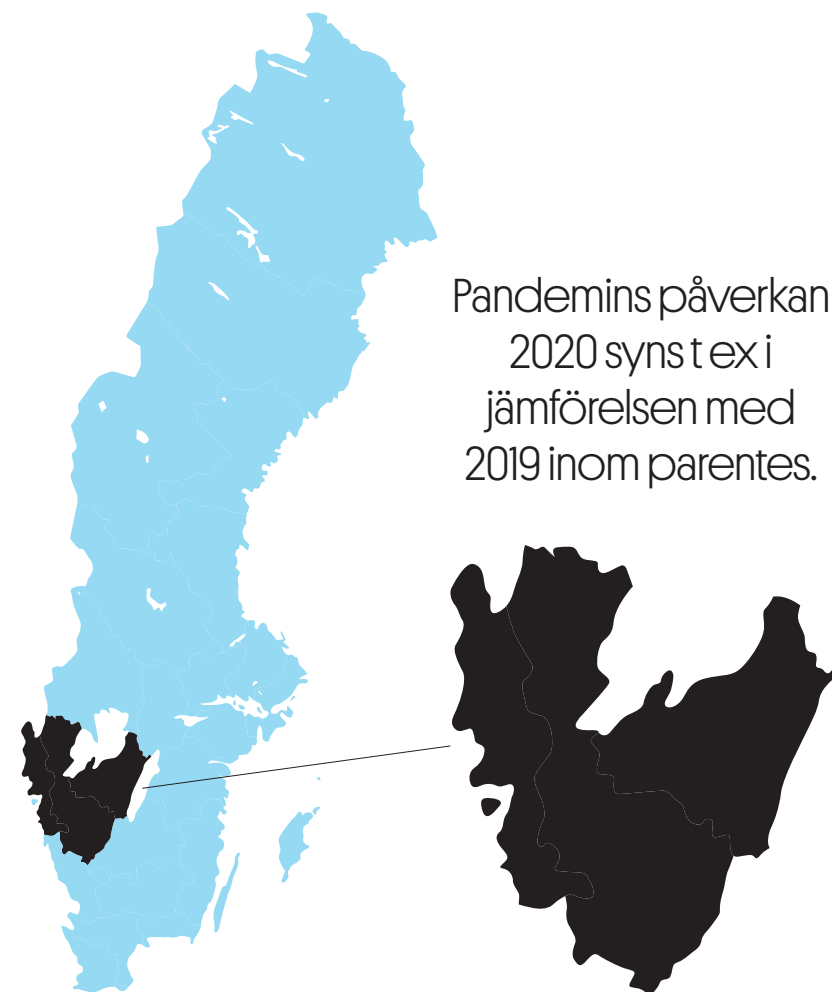 Pandemins påverkan
2020 syns t ex i
jämförelsen med
2019 inom parentes.